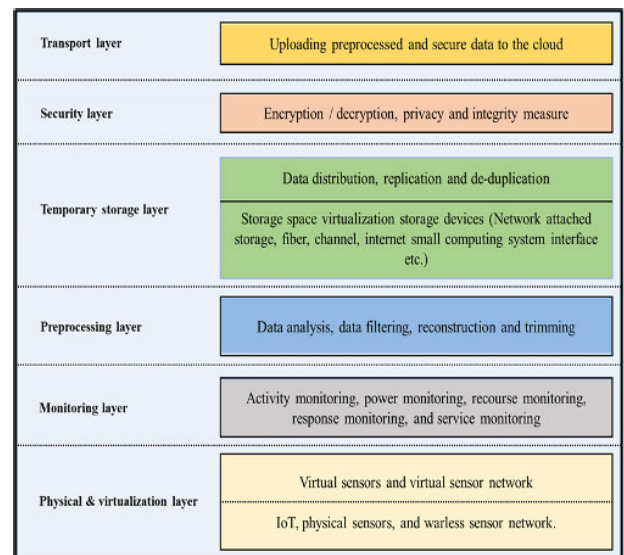 Transport layer
Uploading preprocessed and secure data to the cloud
Security layer
Encryption / decryption, privacy and integrity measure
Temporary storage layer
Data distribution, replication and de-duplication
Storage space virtualization storage devices (Network attached
storage, fiber, channel, internet small computing system interface
etc.)
Preprocessing layer
Data analysis, data filtering, reconstruction and trimming
Monitoring layer
Activity monitoring, power monitoring, recourse monitoring,
response monitoring, and service monitoring
Physical & virtualization layer
Virtual sensors and virtual sensor network
IoT, physical sensors, and warless sensor network.